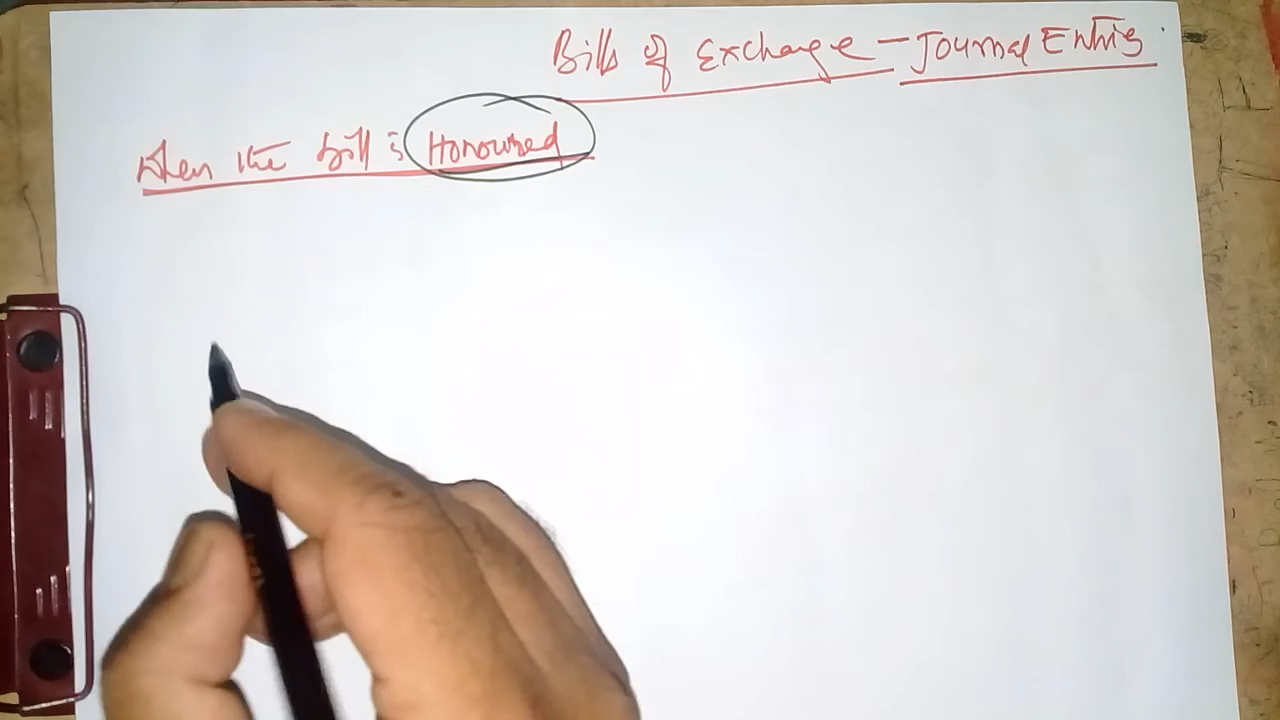 Bills of Exchange - Journal Entries
When the bill is Honoured